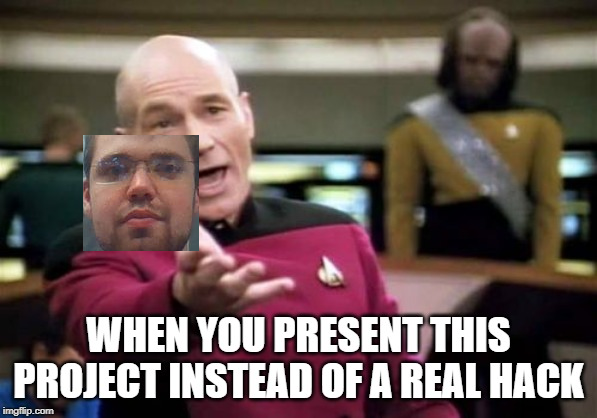 WHEN YOU PRESENT THIS
PROJECT INSTEAD OF A REAL HACK
imgflip.com